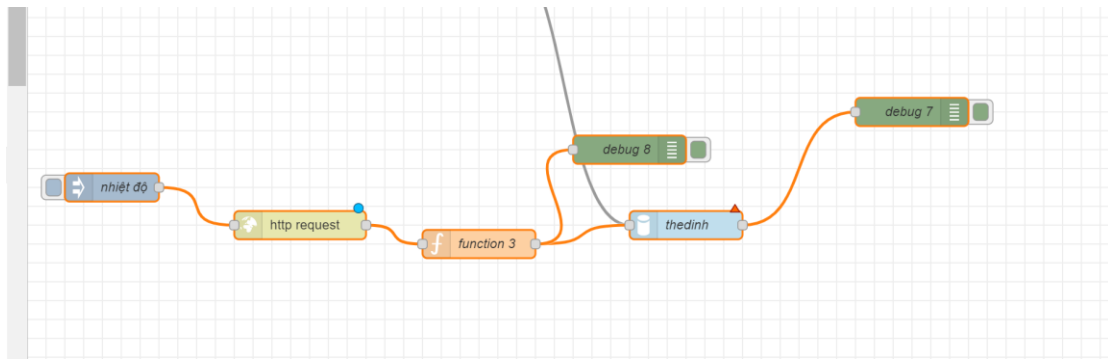 nhiệt độ
http request
function 3
debug 8
thedinh
debug 7